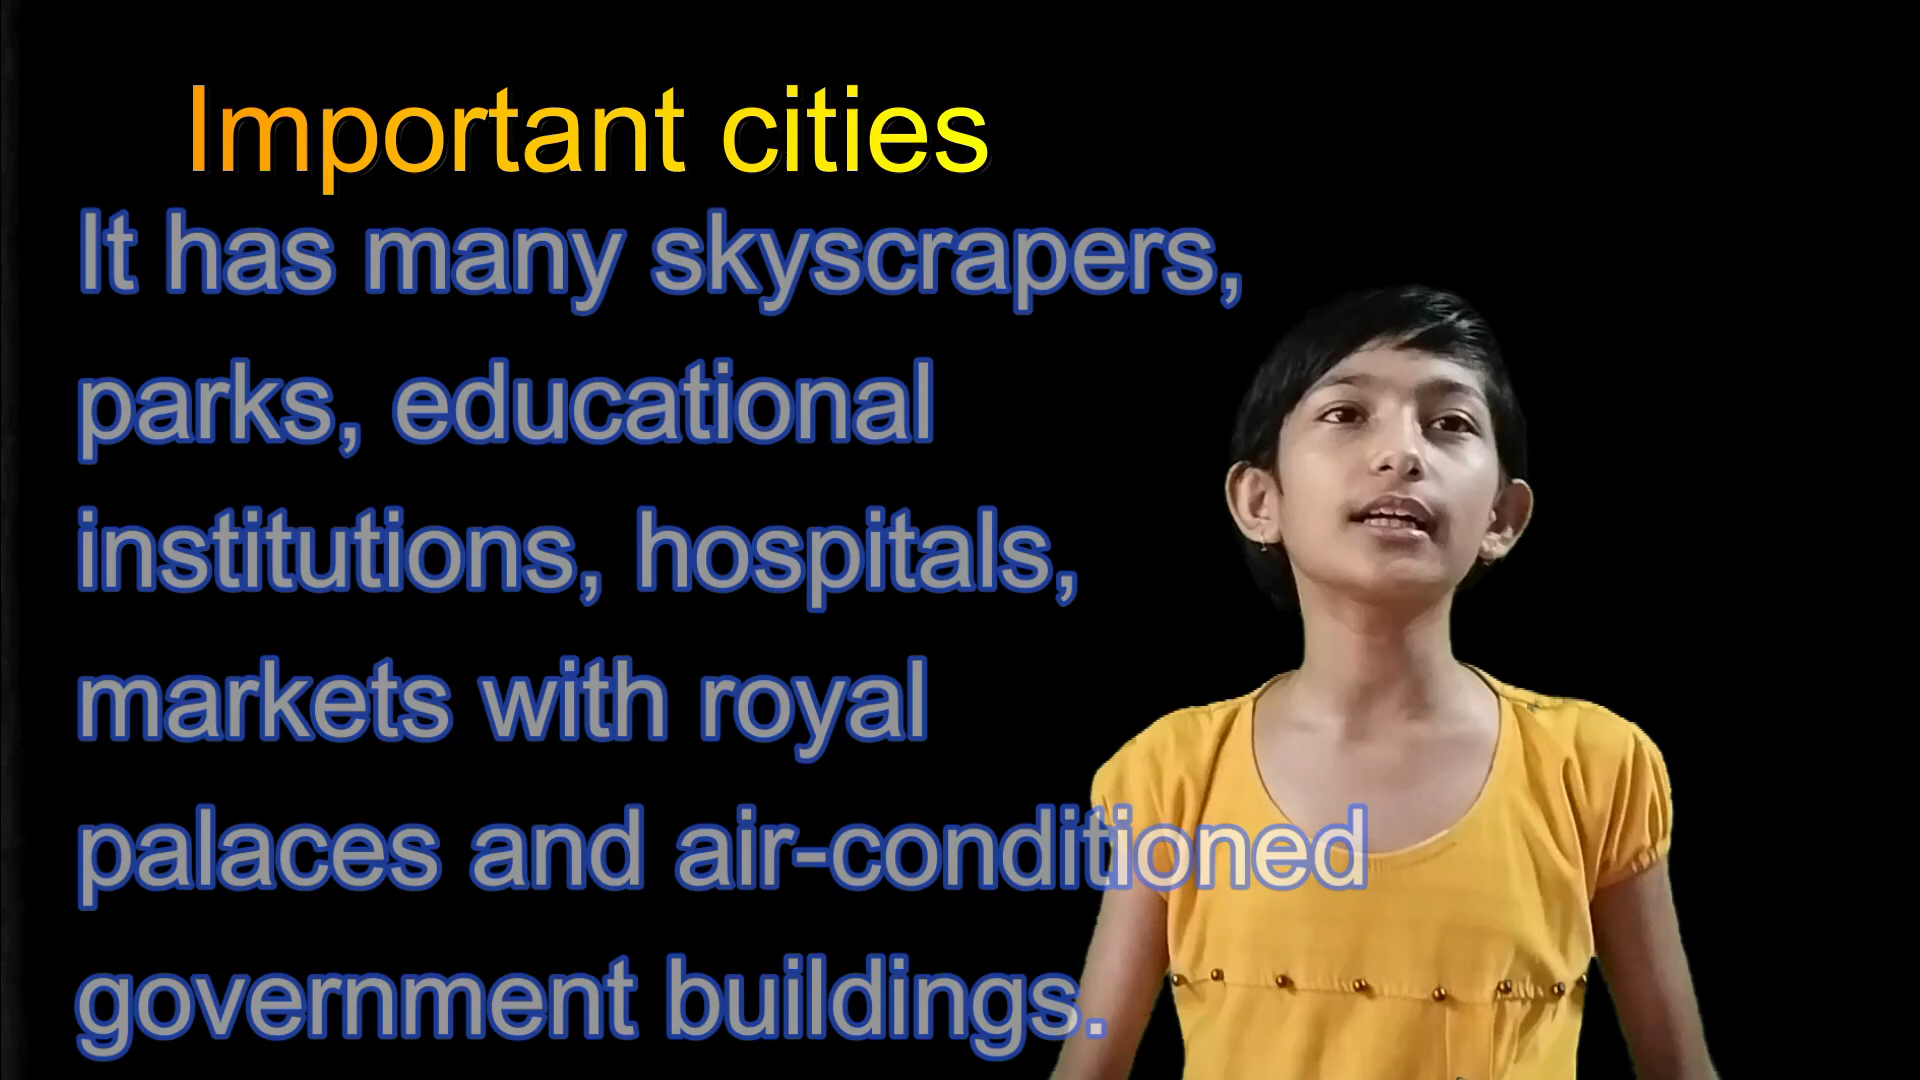 Important cities
It has many skyscrapers,
parks, educational
institutions, hospitals,
markets with royal
palaces and air-conditioned
government buildings.